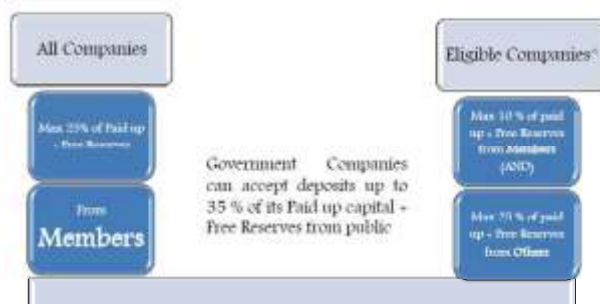 All Companies
Max 25% of Paid up
+ Free Reserves
From
Members
Government Companies
can accept deposits up to
35 % of its Paid up capital +
Free Reserves from public
Eligible Companies^
Max 10 % of paid
up + Free Reserves
from Members
(AND)
Max 25 % of paid
up + Free Reserves
from Others